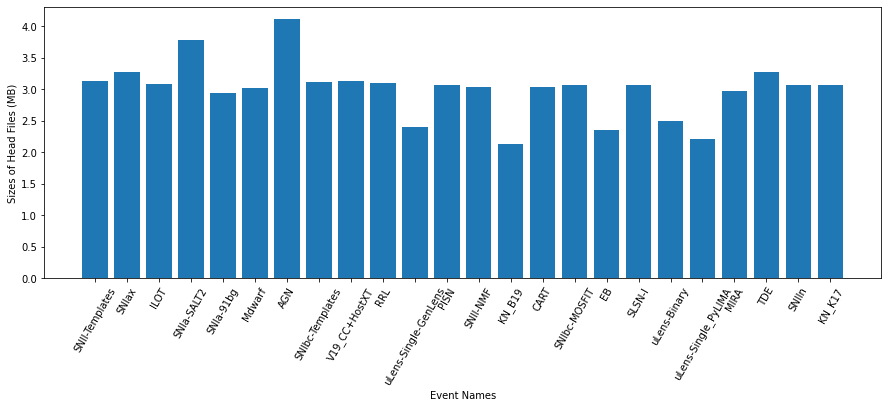 4.0
3.5
3.0
2.5
2.0
1.5
1.0
0.5
0.0
Sizes of Head Files (MB)
SNII-Templates
SNIax
ILOT
SNIa-SALT2
SNIa-91bg
Mdwarf
AGN
SNIbc-Templates
V19_CC+HostXT
RRL
uLens-Single-GenLens
PISN
SNII-NMF
KN_B19
CART
SNIbc-MOSFIT
EB
SLSN-I
uLens-Binary
uLens-Single_PyLIMA
MIRA
TDE
SNIIn
KN_K17
Event Names